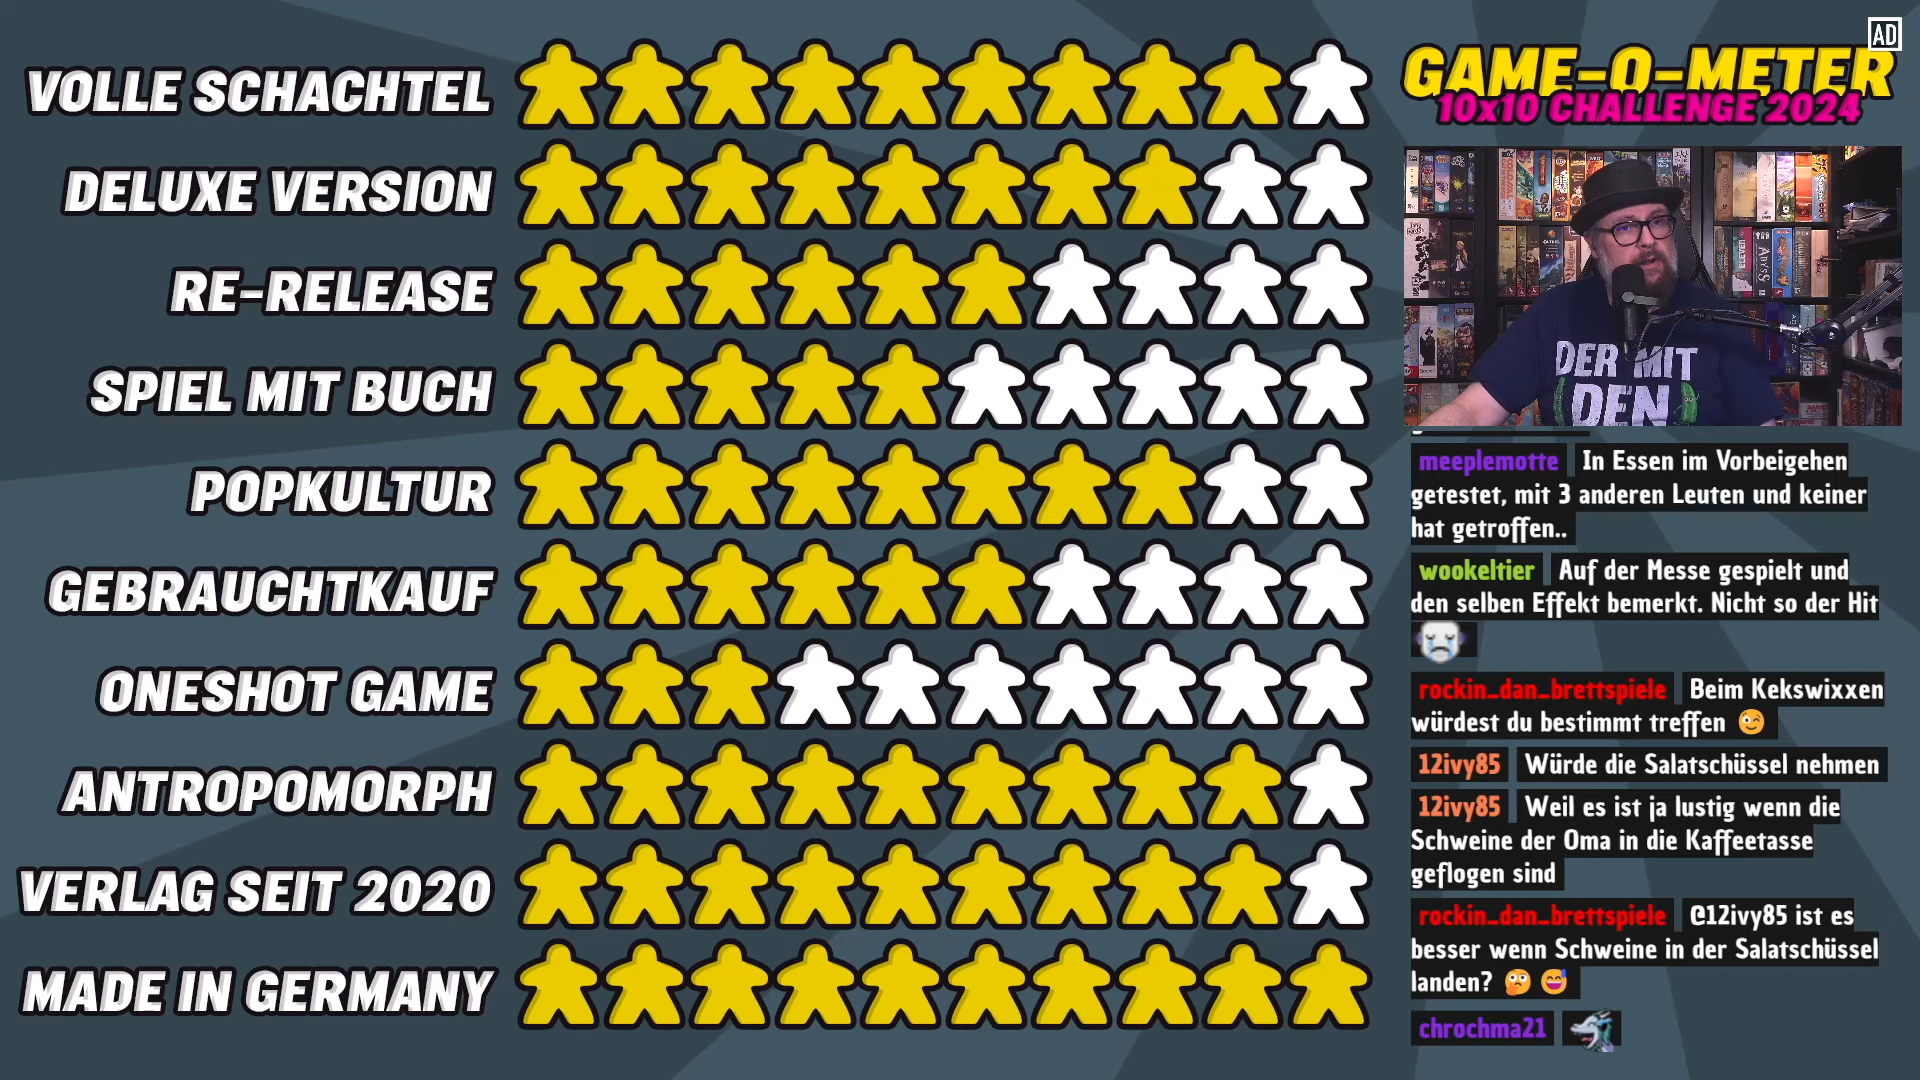 VOLLE SCHACHTEL
DELUXE VERSION
RE-RELEASE
SPIEL MIT BUCH
POPKULTUR
GEBRAUCHTKAUF
ONESHOT GAME
ANTROPOMORPH
VERLAG SEIT 2020
MADE IN GERMANY
AD
GAME-O-METER
10x10 CHALLENGE 2024
ELEVEN
ABYSS
DER MIT
DEN
meeplemotte In Essen im Vorbeigehen
getestet, mit 3 anderen Leuten und keiner
hat getroffen..
wookeltier Auf der Messe gespielt und
den selben Effekt bemerkt. Nicht so der Hit
rockin_dan_brettspiele Beim Kekswixxen
würdest du bestimmt treffen 😉
12ivy85 Würde die Salatschüssel nehmen
12ivy85 Weil es ist ja lustig wenn die
Schweine der Oma in die Kaffeetasse
geflogen sind
rockin_dan_brettspiele @12ivy85 ist es
besser wenn Schweine in der Salatschüssel
landen? 🤔 😅
chrochma21